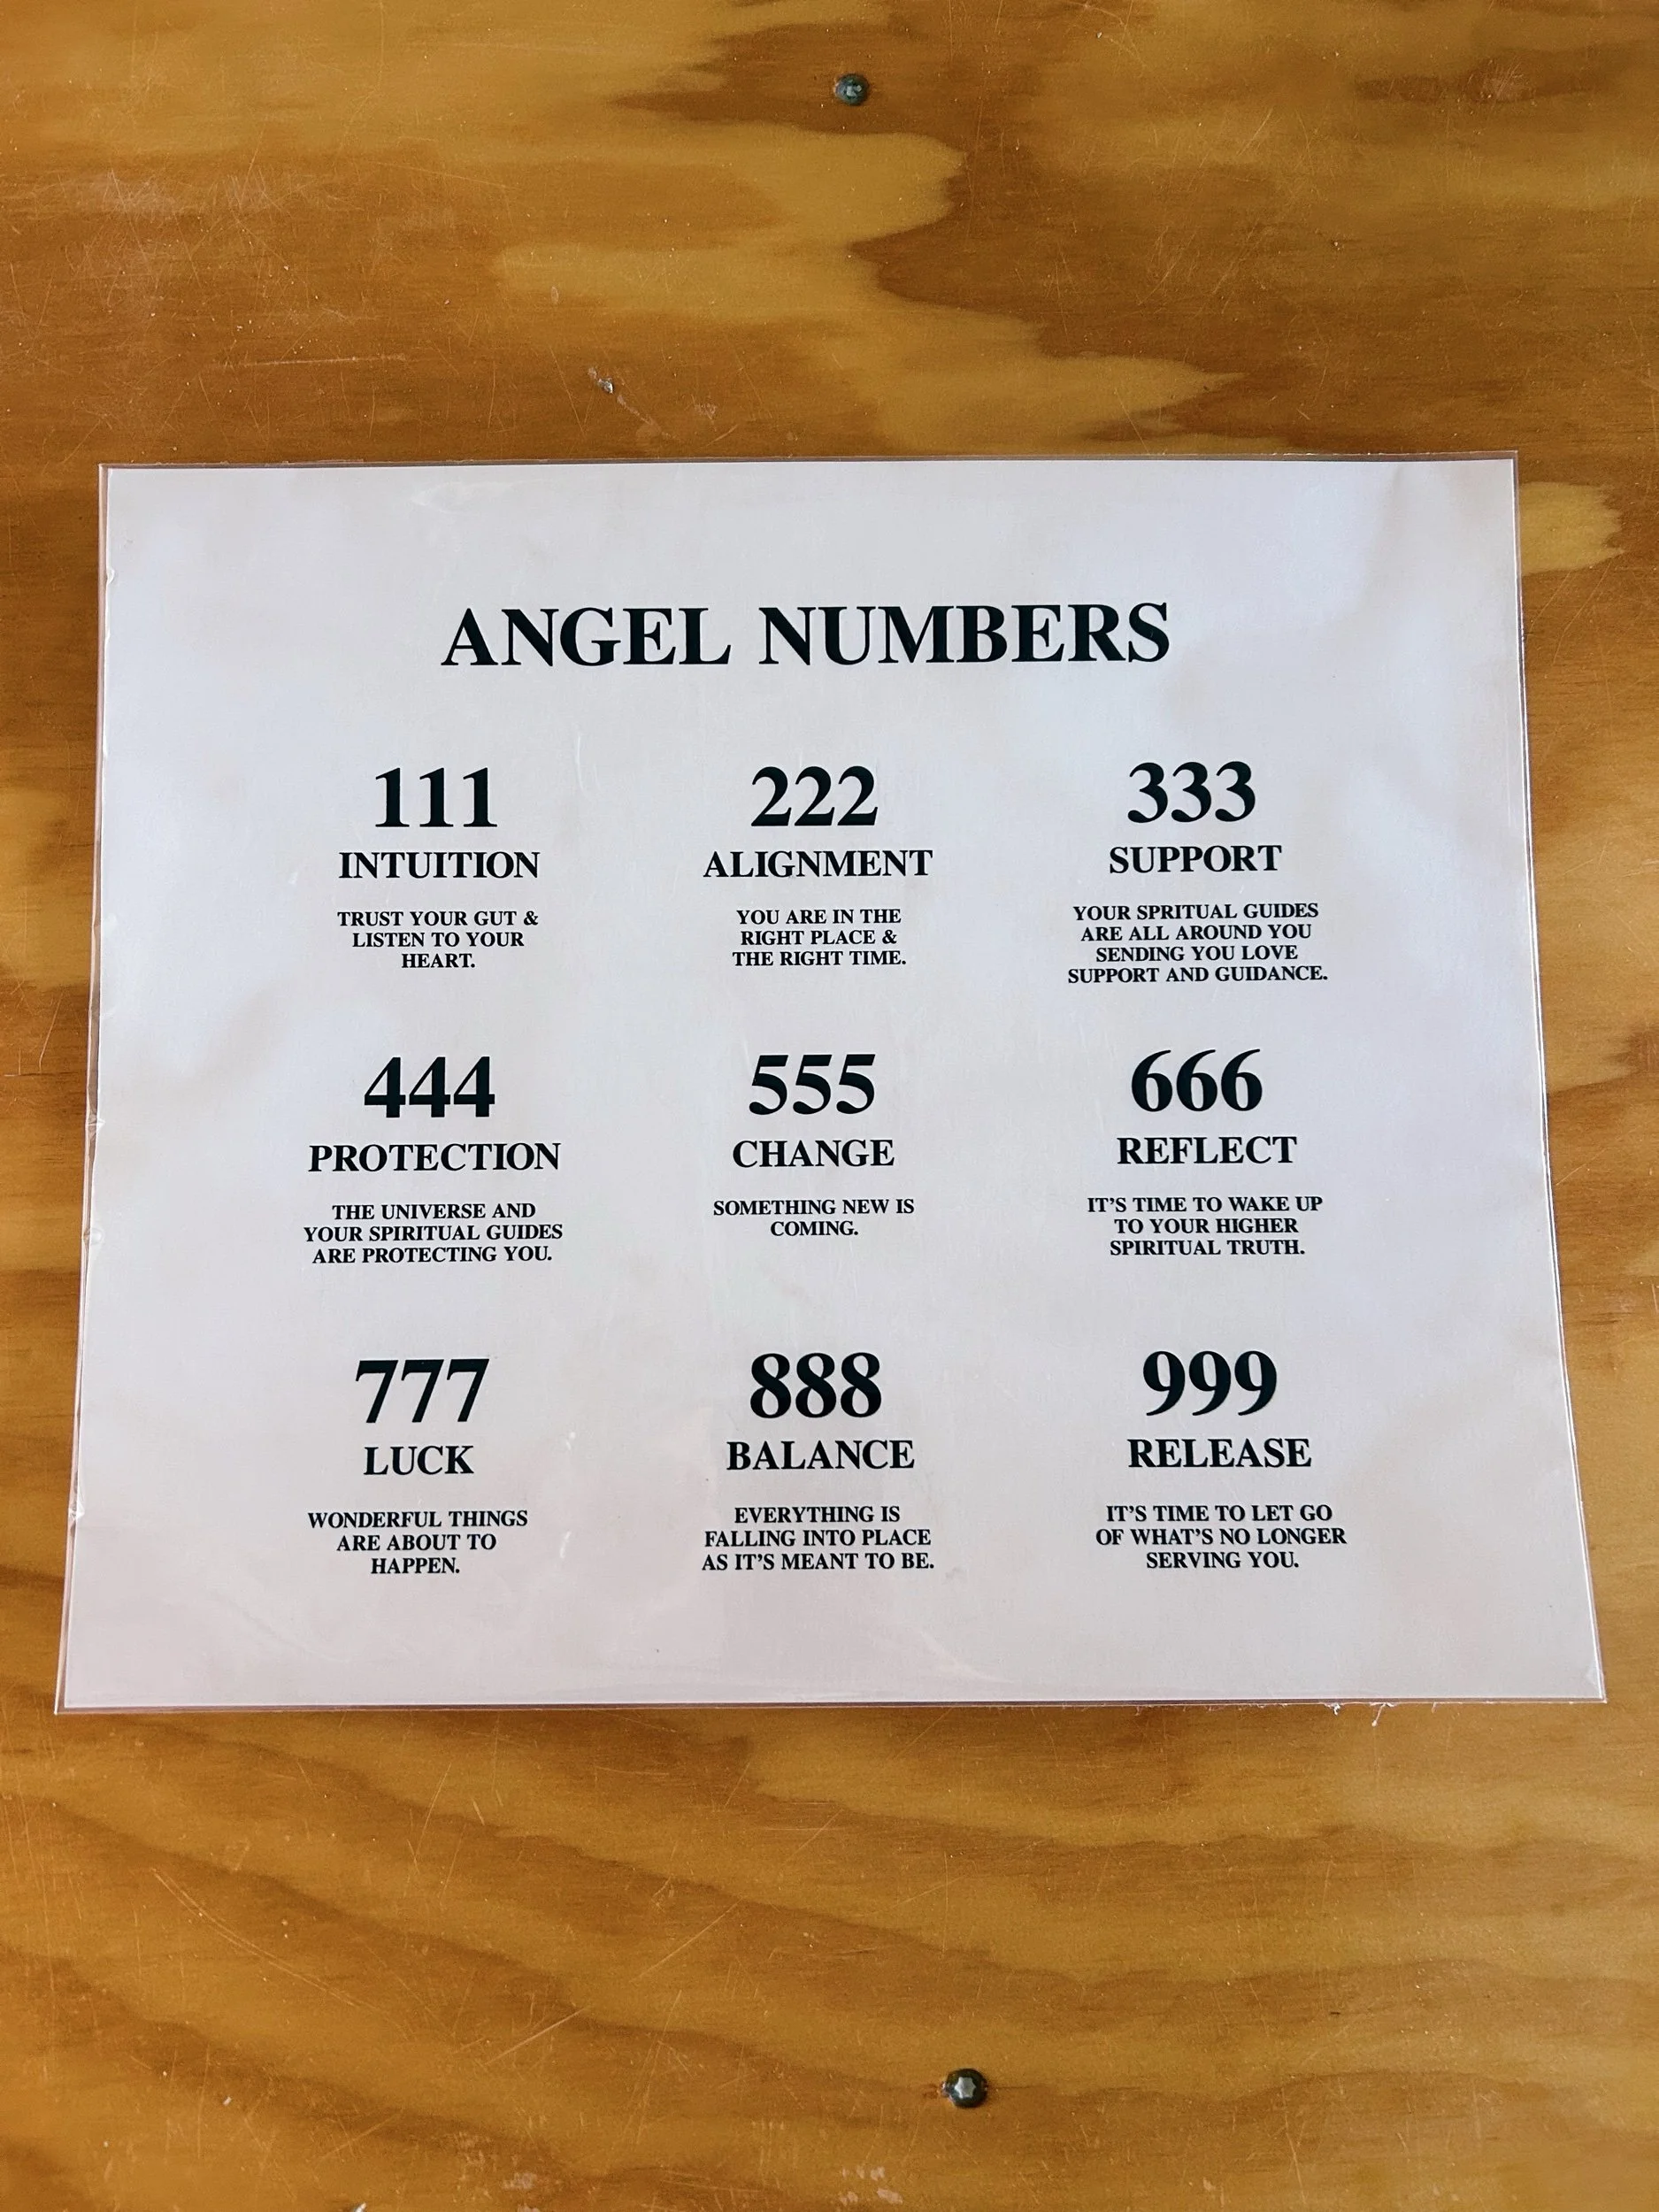 ANGEL NUMBERS
111
INTUITION
TRUST YOUR GUT &
LISTEN TO YOUR
HEART.
222
ALIGNMENT
YOU ARE IN THE
RIGHT PLACE &
THE RIGHT TIME.
333
SUPPORT
YOUR SPRITUAL GUIDES
ARE ALL AROUND YOU
SENDING YOU LOVE
SUPPORT AND GUIDANCE.
444
PROTECTION
THE UNIVERSE AND
YOUR SPIRITUAL GUIDES
ARE PROTECTING YOU.
555
CHANGE
SOMETHING NEW IS
COMING.
666
REFLECT
IT'S TIME TO WAKE UP
TO YOUR HIGHER
SPIRITUAL TRUTH.
777
LUCK
WONDERFUL THINGS
ARE ABOUT TO
HAPPEN.
888
BALANCE
EVERYTHING IS
FALLING INTO PLACE
AS IT'S MEANT TO BE.
999
RELEASE
IT'S TIME TO LET GO
OF WHAT'S NO LONGER
SERVING YOU.